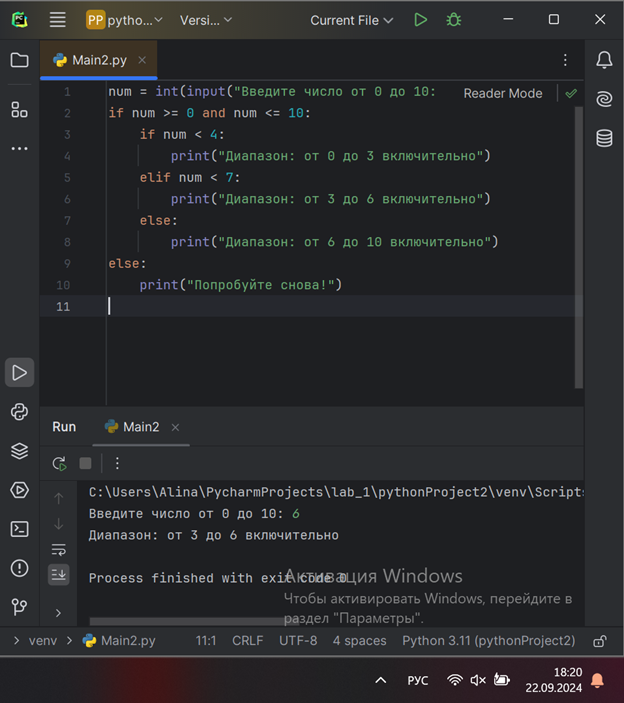 PP pytho... Versi... Current File
Main2.py
1 num = int(input("Введите число от 0 до 10: Reader Mode
2 if num >= 0 and num <= 10:
3 if num < 4:
4 print("Диапазон: от 0 до 3 включительно")
5 elif num < 7:
6 print("Диапазон: от 3 до 6 включительно")
7 else:
8 print("Диапазон: от 6 до 10 включительно")
9 else:
10 print("Попробуйте снова!")
11
Run Main2
C:\Users\Alina\PycharmProjects\lab_1\pythonProject2\venv\Scripts
Введите число от 0 до 10: 6
Диапазон: от 3 до 6 включительно
Process finished with exit code 0
Активация Windows
Чтобы активировать Windows, перейдите в
раздел "Параметры".
venv > Main2.py 11:1 CRLF UTF-8 4 spaces Python 3.11 (pythonProject2)
РУС 18:20
22.09.2024